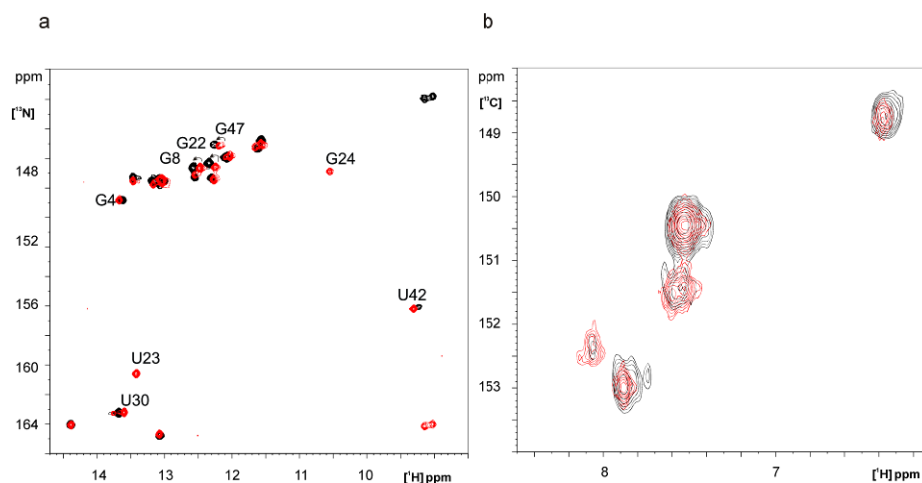 a
b
ppm
[¹³N]
148
152
156
160
164
G47
G22
G8
G24
G4
U42
U23
U30
14
13
12
11
10
[¹H] ppm
ppm
[¹³C]
149
150
151
152
153
8
7
[¹H] ppm